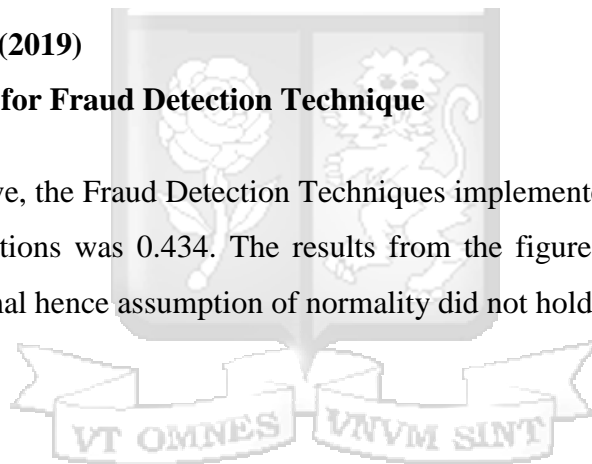 (2019)
for Fraud Detection Technique
ve, the Fraud Detection Techniques implement
tions was 0.434. The results from the figure
nal hence assumption of normality did not hold
VT OMNES VNVM SINT